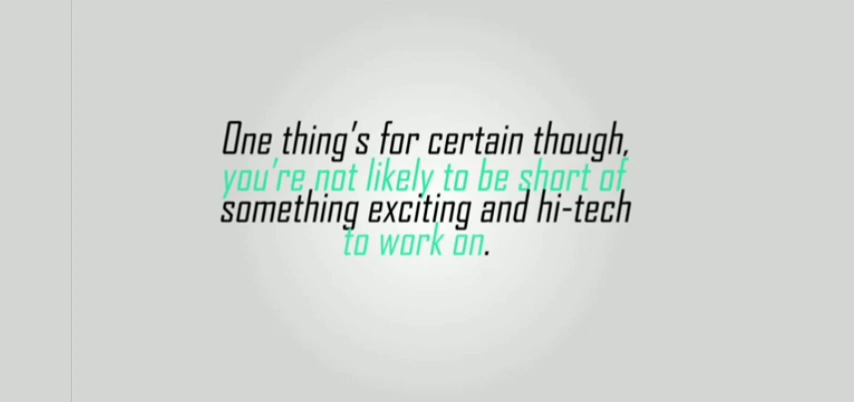 One thing's for certain though,
you're not likely to be short of
something exciting and hi-tech
to work on.